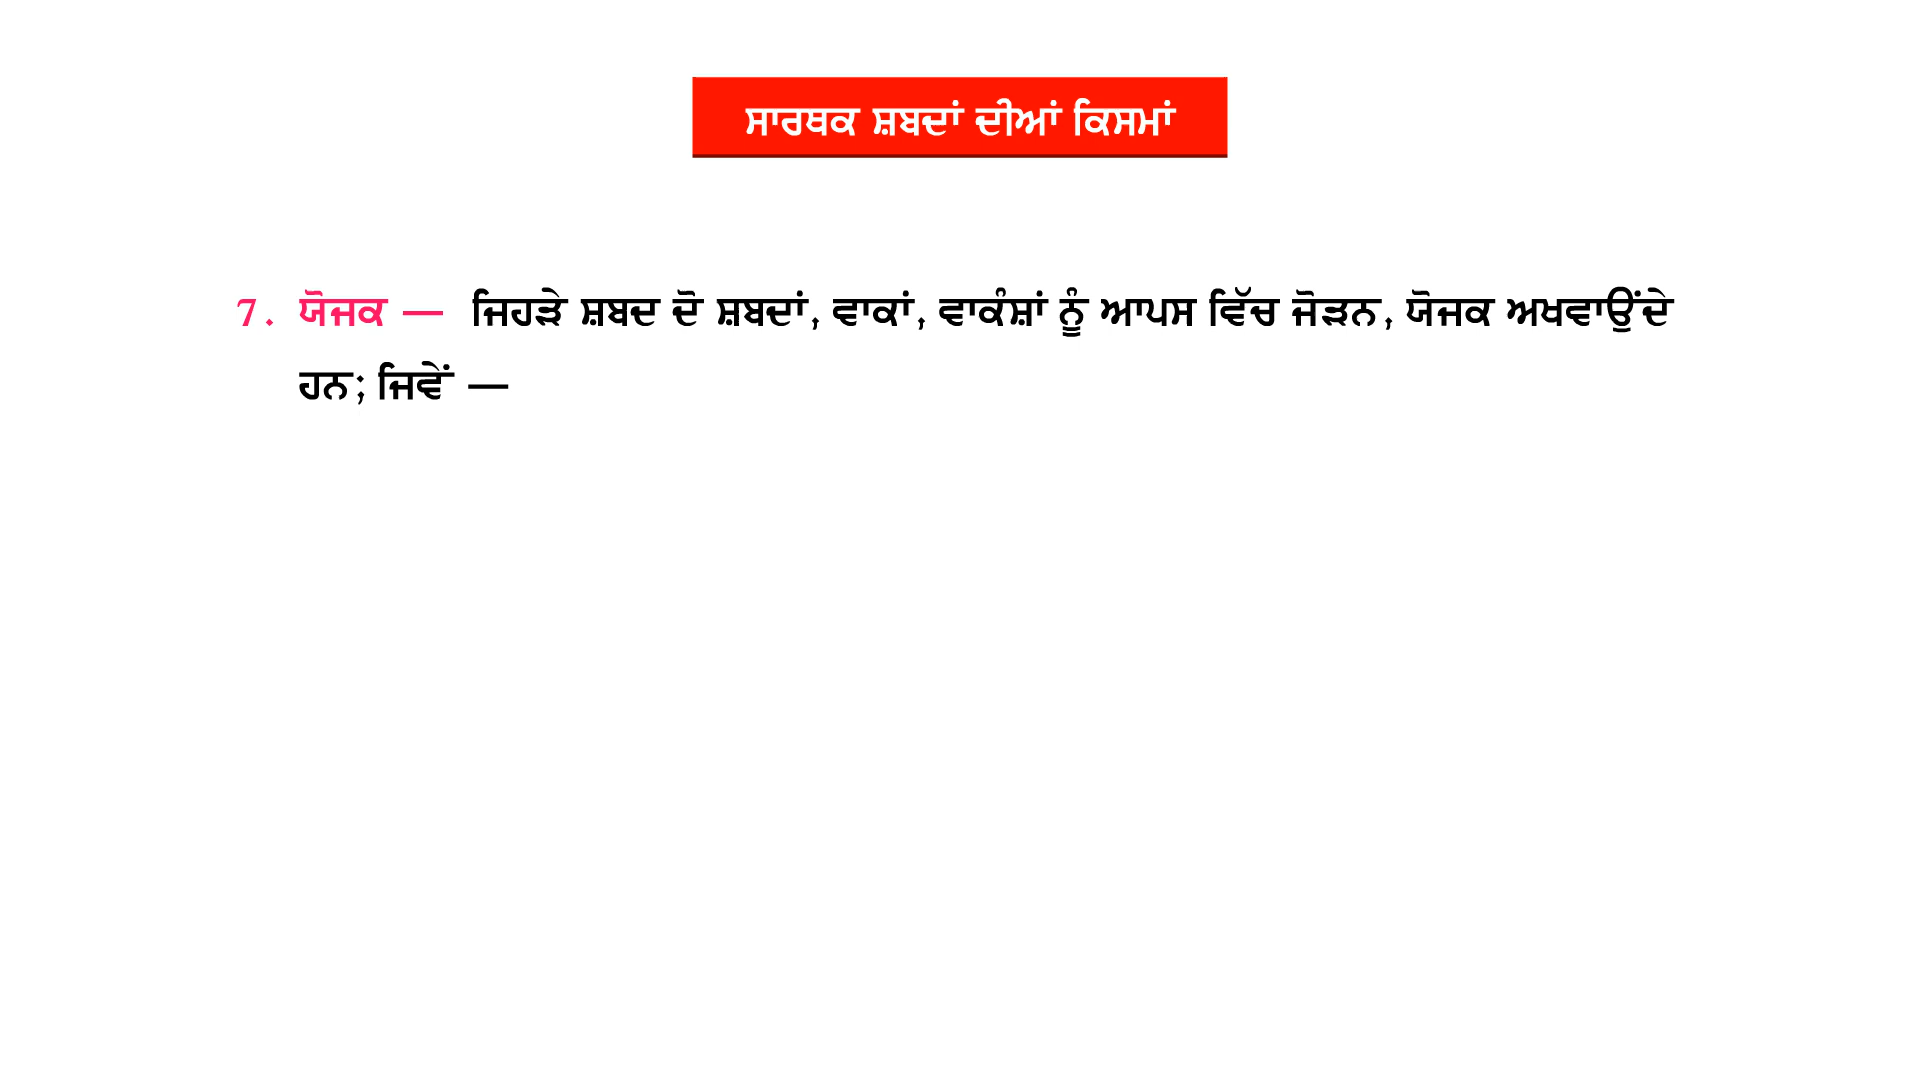 ਸਾਰਥਕ ਸ਼ਬਦਾਂ ਦੀਆਂ ਕਿਸਮਾਂ
7. ਯੋਜਕ — ਜਿਹੜੇ ਸ਼ਬਦ ਦੋ ਸ਼ਬਦਾਂ, ਵਾਕਾਂ, ਵਾਕੰਸ਼ਾਂ ਨੂੰ ਆਪਸ ਵਿੱਚ ਜੋੜਨ, ਯੋਜਕ ਅਖਵਾਉਂਦੇ
ਹਨ; ਜਿਵੇਂ —